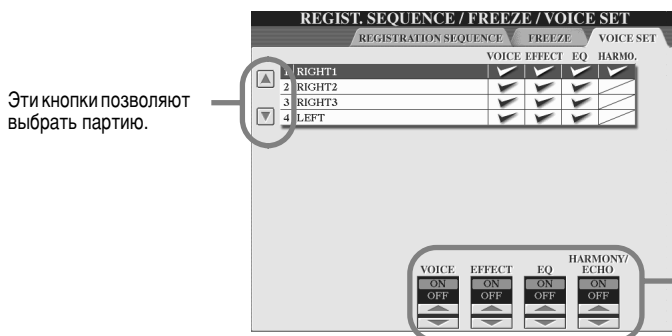 REGIST. SEQUENCE / FREEZE / VOICE SET
REGISTRATION SEQUENCE FREEZE VOICE SET
VOICE EFFECT EQ HARMO.
1 RIGHT1
2 RIGHT2
3 RIGHT3
4 LEFT
Эти кнопки позволяют
выбрать партию.
VOICE EFFECT EQ HARMONY/
ECHO
ON ON ON ON
OFF OFF OFF OFF